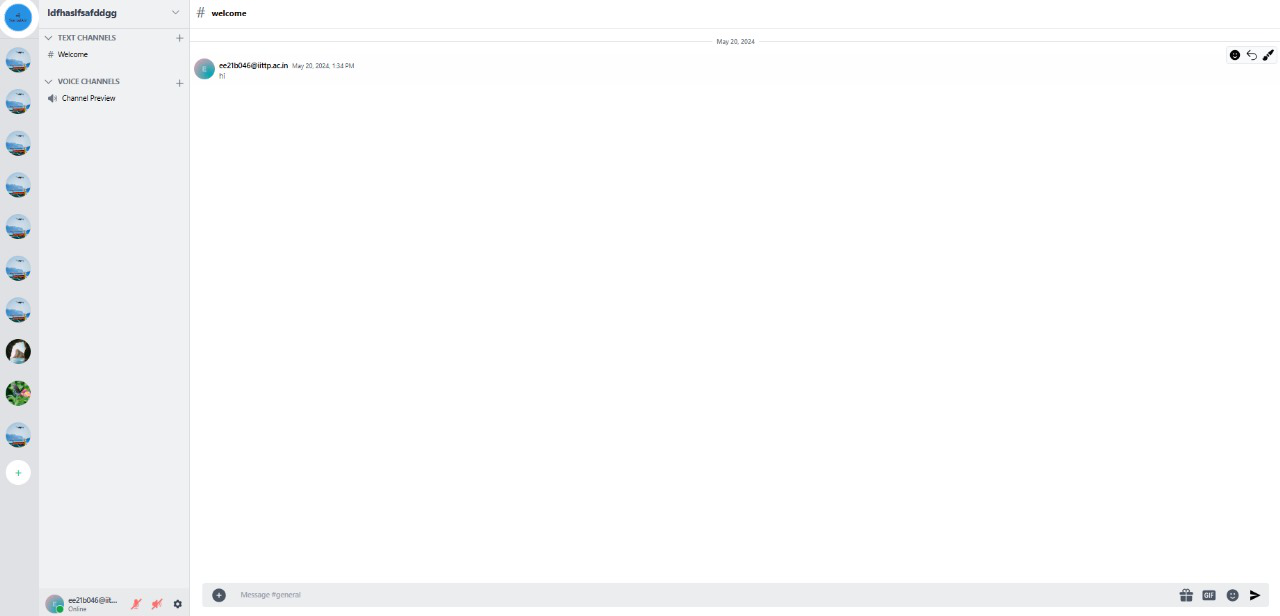 ldfhaslfsafddgg
TEXT CHANNELS
# Welcome
VOICE CHANNELS
Channel Preview
ee21b046@iit...
Online
# welcome
May 20, 2024
ee21b046@iittp.ac.in May 20, 2024, 1:34 PM
hi
Message #general
GIF